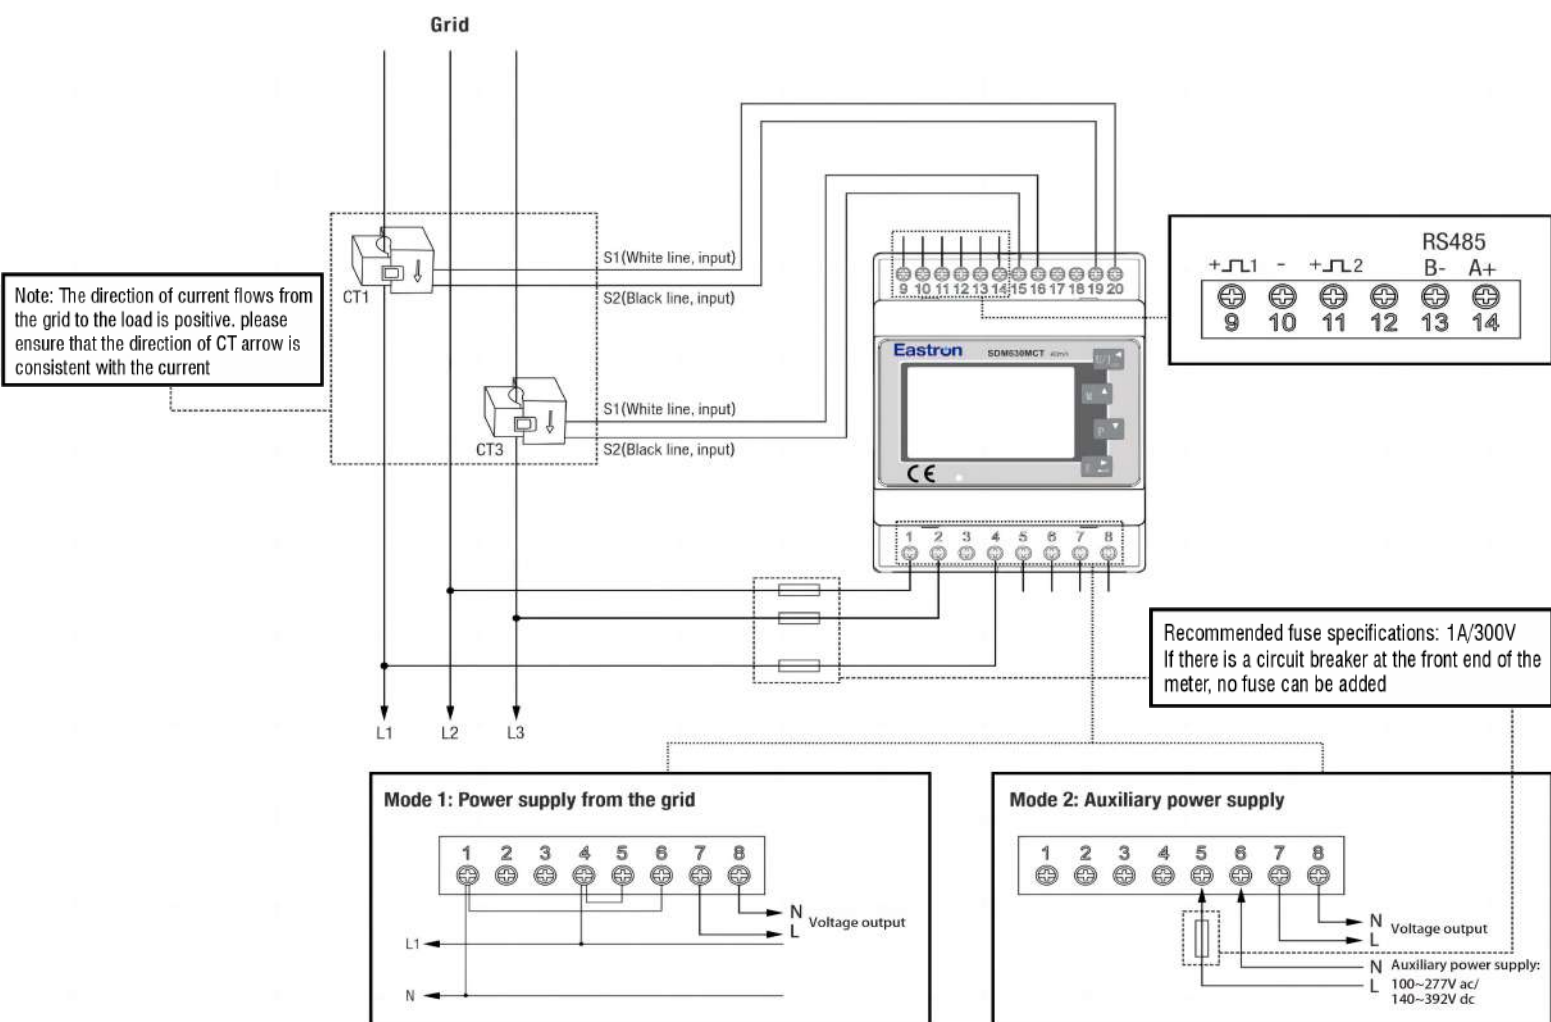 Grid
S1(White line, input)
S2(Black line, input)
CT1
Note: The direction of current flows from
the grid to the load is positive. please
ensure that the direction of CT arrow is
consistent with the current
S1(White line, input)
S2(Black line, input)
CT3
9 10 11 12 13 14 15 16 17 18 19 20
Eastron SDM630MCT
CE
1 2 3 4 5 6 7 8
RS485
+ 1 - + 2 B- A+
9 10 11 12 13 14
Recommended fuse specifications: 1A/300V
If there is a circuit breaker at the front end of the
meter, no fuse can be added
L1 L2 L3
Mode 1: Power supply from the grid
1 2 3 4 5 6 7 8
N
L
Voltage output
L1
N
Mode 2: Auxiliary power supply
1 2 3 4 5 6 7 8
N
L
Voltage output
N
L
Auxiliary power supply:
100~277V ac/
140~392V dc